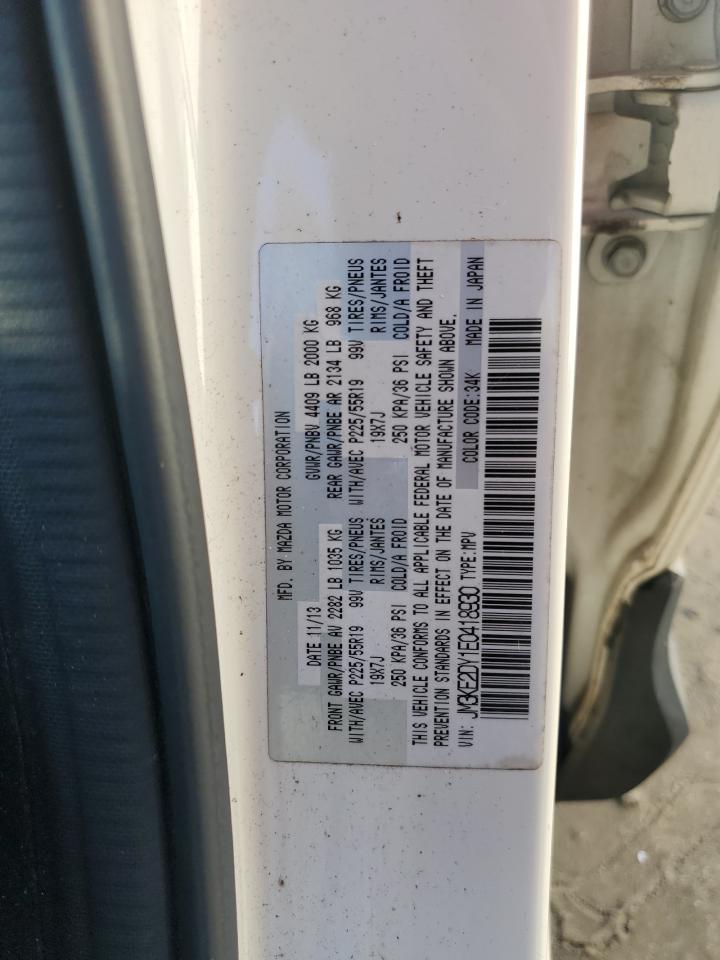 MFD. BY MAZDA MOTOR CORPORATION
DATE 11/13 GVWR/PNBV 4409 LB 2000 KG
FRONT GAWR/PNBE AV 2282 LB 1035 KG REAR GAWR/PNBE AR 2134 LB 968 KG
WITH/AVEC P225/55R19 99V TIRES/PNEUS WITH/AVEC P225/55R19 99V TIRES/PNEUS
19X7J RIMS/JANTES 19X7J RIMS/JANTES
250 KPA/36 PSI COLD/A FROID 250 KPA/36 PSI COLD/A FROID
THIS VEHICLE CONFORMS TO ALL APPLICABLE FEDERAL MOTOR VEHICLE SAFETY AND THEFT
PREVENTION STANDARDS IN EFFECT ON THE DATE OF MANUFACTURE SHOWN ABOVE.
VIN: JM3KE2DY1E0418930 TYPE:MPV COLOR CODE:34K MADE IN JAPAN